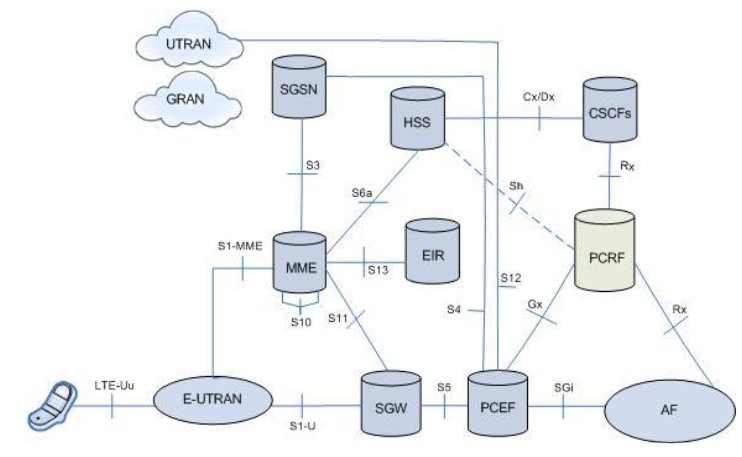 UTRAN
GRAN
SGSN
HSS
Cx/Dx
CSCFs
S3
S6a
Sh
Rx
S1-MME
MME
S13
EIR
PCRF
S10
S11
S4
S12
Gx
Rx
LTE-Uu
E-UTRAN
S1-U
SGW
S5
PCEF
SGi
AF